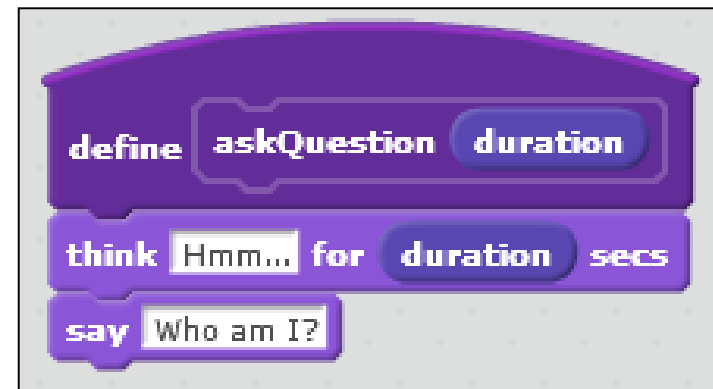 define askQuestion duration
think Hmm... for duration secs
say Who am I?